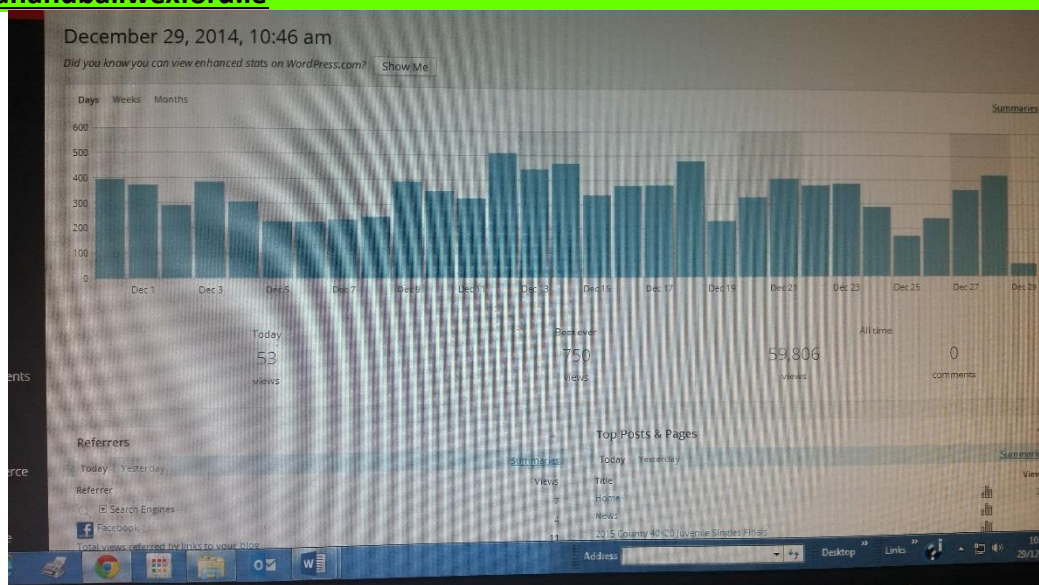 December 29, 2014, 10:46 am
Did you know you can view enhanced stats on WordPress.com? Show Me
Days Weeks Months
Summaries
600
500
400
300
200
100
0
Dec 1 Dec 3 Dec 5 Dec 7 Dec 9 Dec 11 Dec 13 Dec 15 Dec 17 Dec 19 Dec 21 Dec 23 Dec 25 Dec 27 Dec 29
Today Best ever All time
53 750 59,806 0
views views views comments
Referrers
Today Yesterday Summaries
Referrer Views
Search Engines 7
Facebook 4
Total views referred by links to your blog 11
Top Posts & Pages
Today Yesterday
Title
Home
News
2015 County 40x20 Juvenile Singles Finals
Address Desktop Links